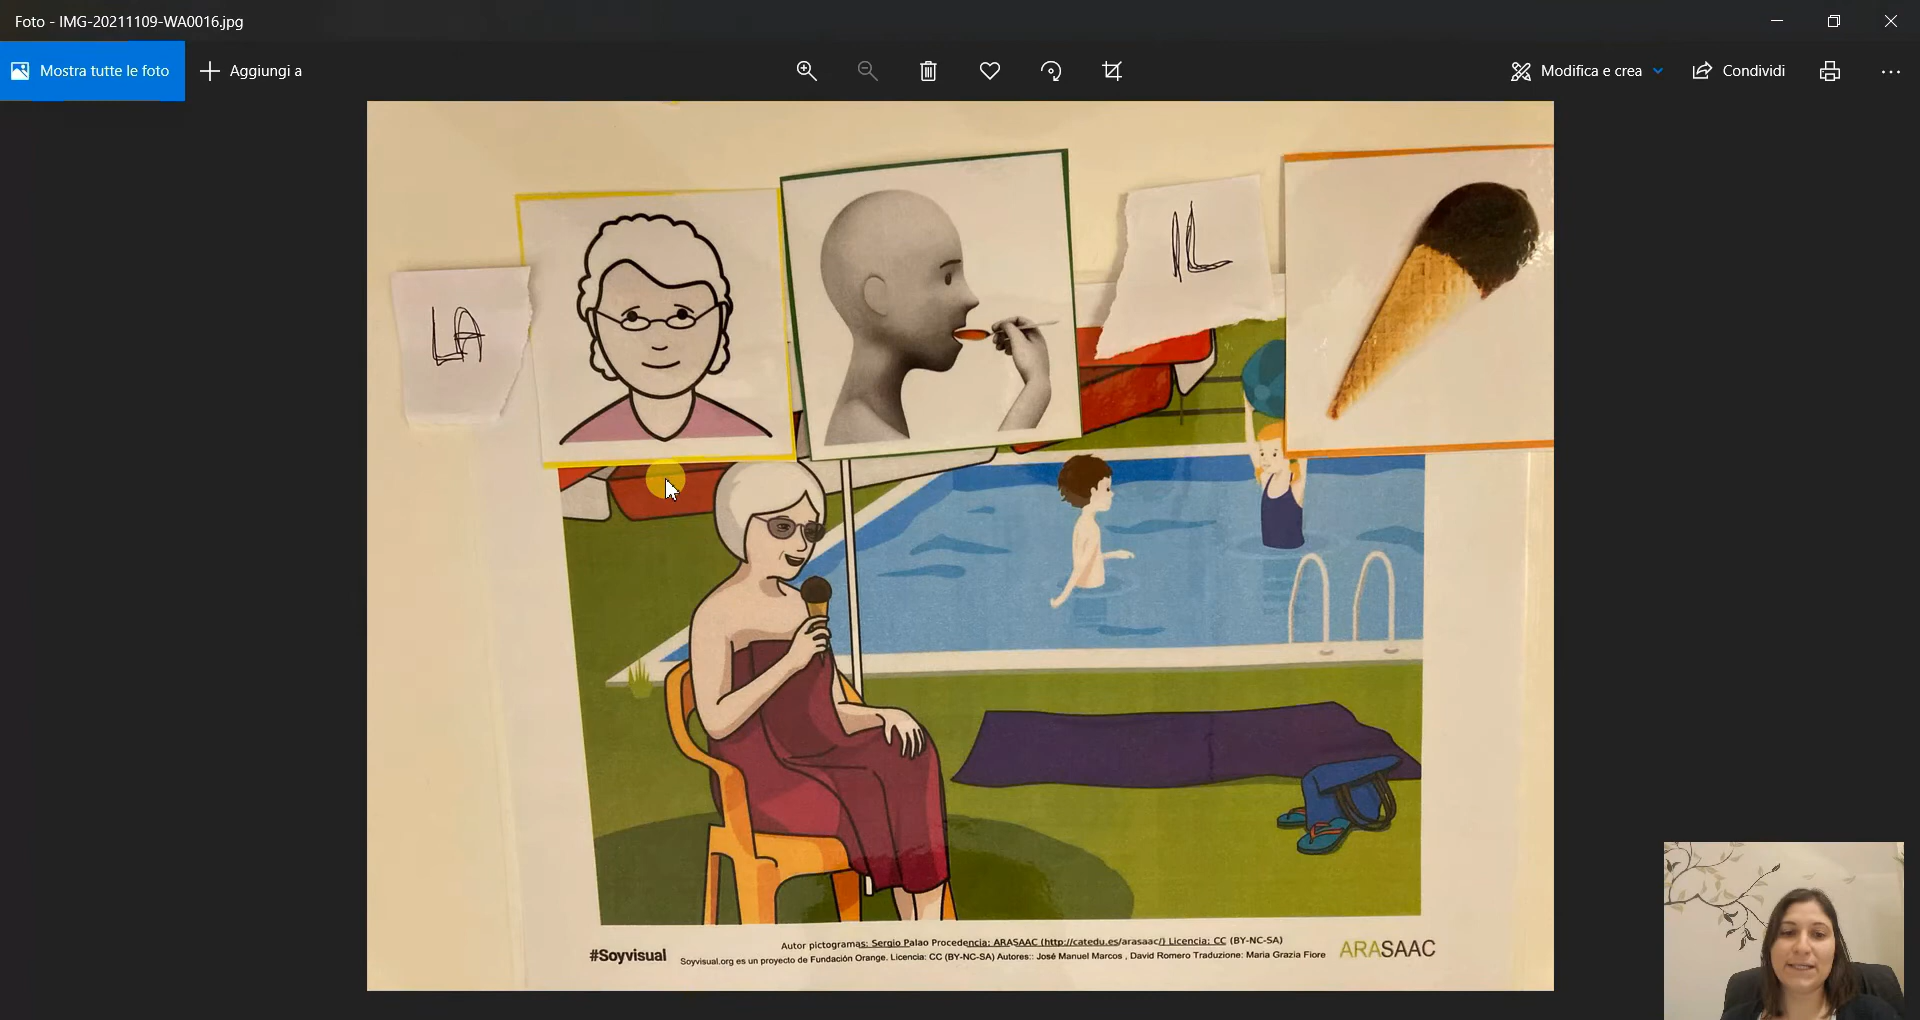 Foto - IMG-20211109-WA0016.jpg
Mostra tutte le foto
Aggiungi a
Modifica e crea
Condividi
LA
IL
#Soyvisual
Autor pictogramas: Sergio Palao Procedencia: ARASAAC (http://catedu.es/arasaac/) Licencia: CC (BY-NC-SA)
Soyvisual.org es un proyecto de Fundación Orange. Licencia: CC (BY-NC-SA) Autores:: José Manuel Marcos , David Romero Traduzione: Maria Grazia Fiore
ARASAAC